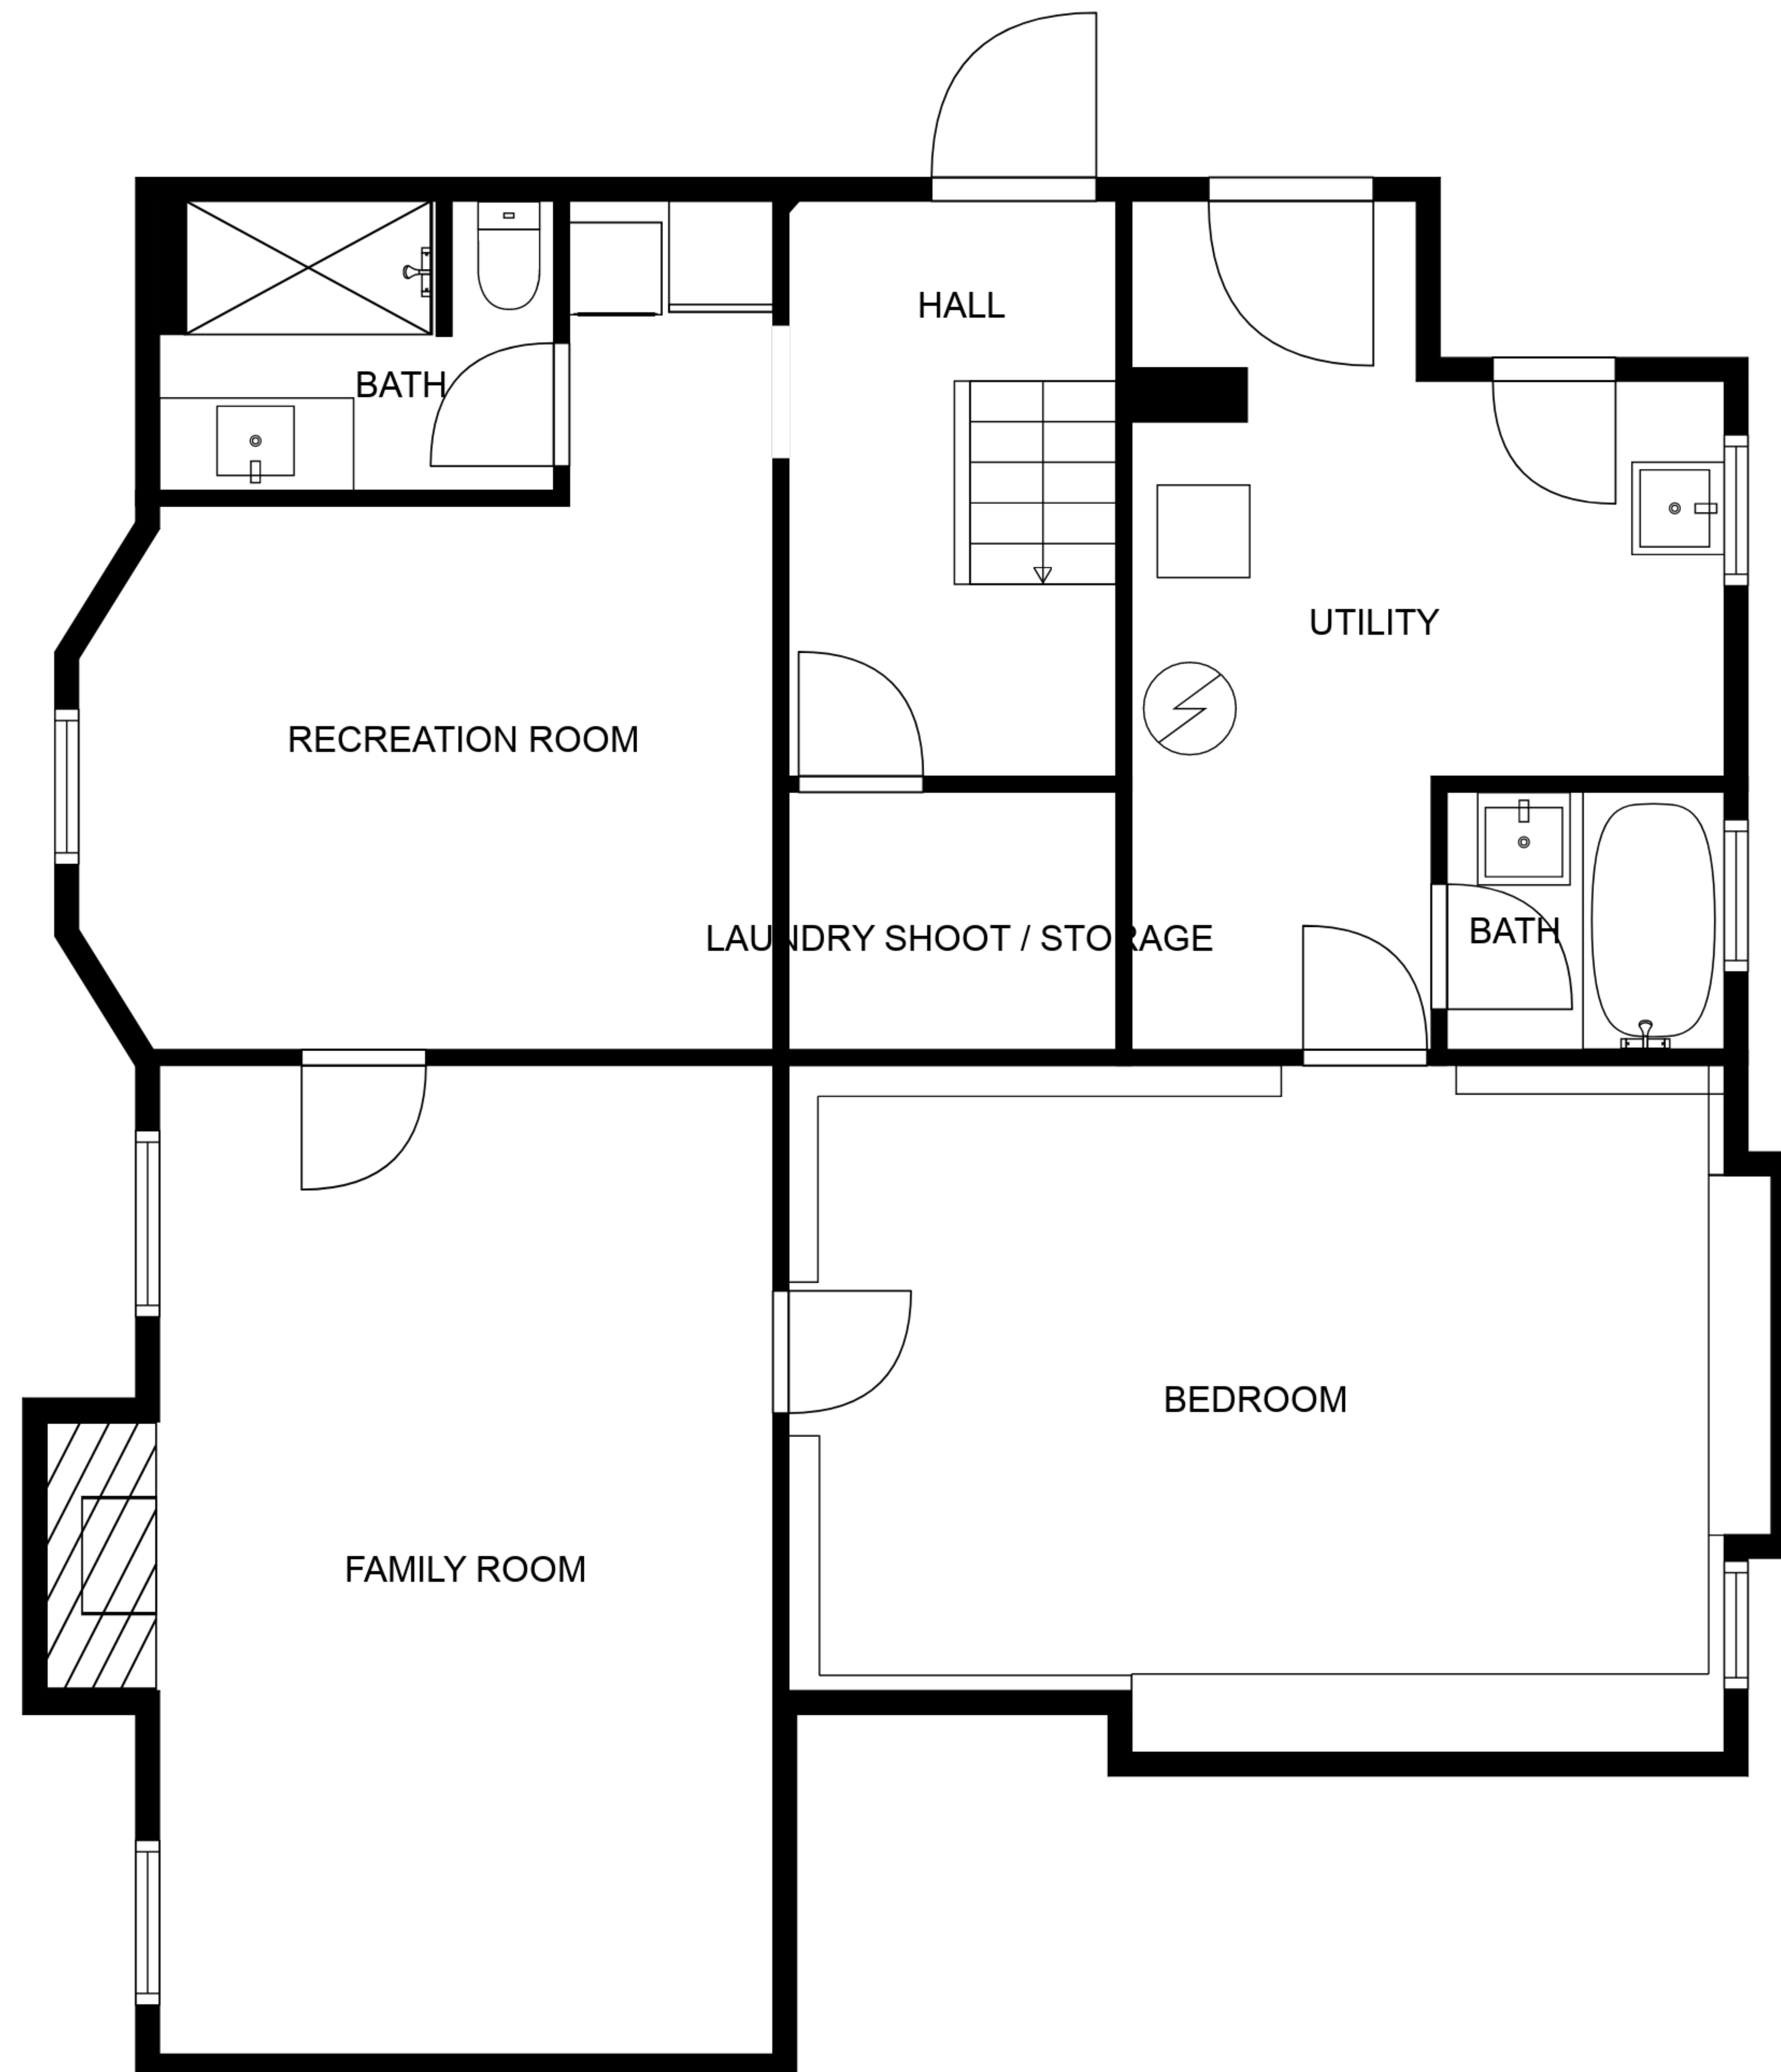 HALL
BATH
UTILITY
RECREATION ROOM
LAUNDRY SHOOT / STORAGE
BATH
BEDROOM
FAMILY ROOM